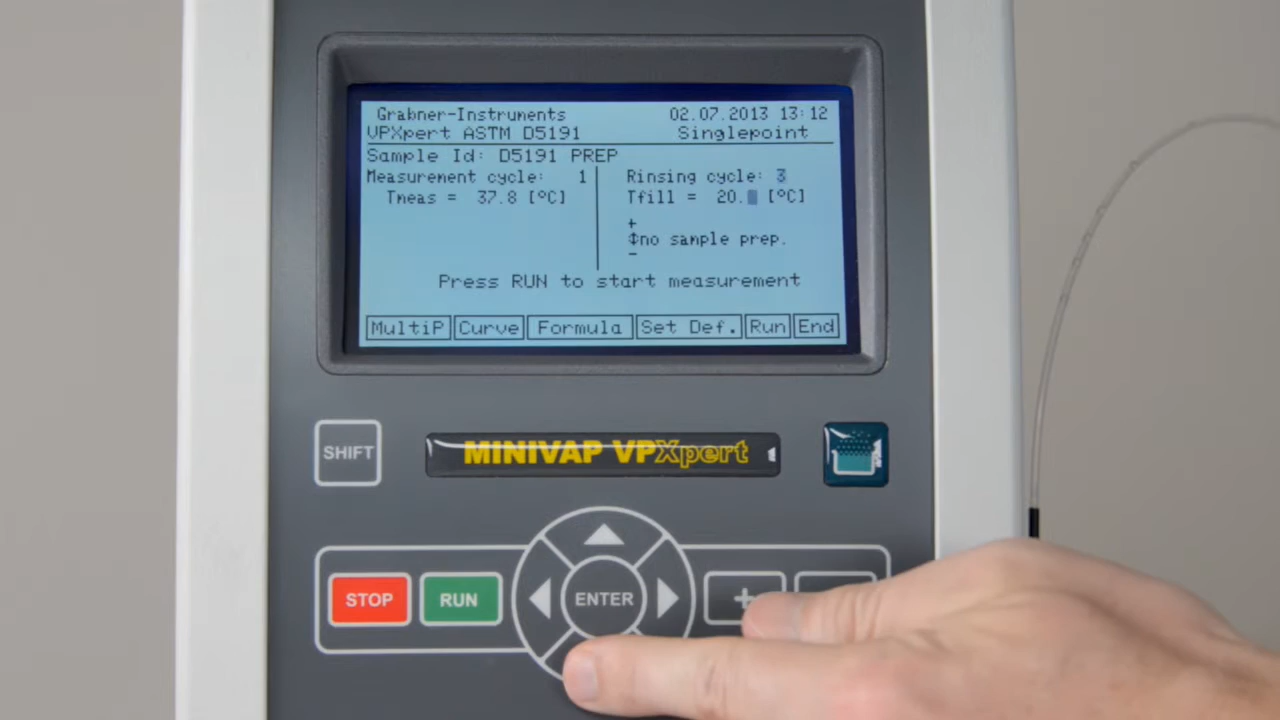 Grabner-Instruments 02.07.2013 13:12
VPXpert ASTM D5191 Singlepoint
Sample Id: D5191 PREP
Measurement cycle: 1 Rinsing cycle: 3
Tmeas = 37.8 [°C] Tfill = 20. [°C]
+
no sample prep.
-
Press RUN to start measurement
MultiP Curve Formula Set Def. Run End
SHIFT
MINIVAP VPXpert
STOP RUN ENTER +